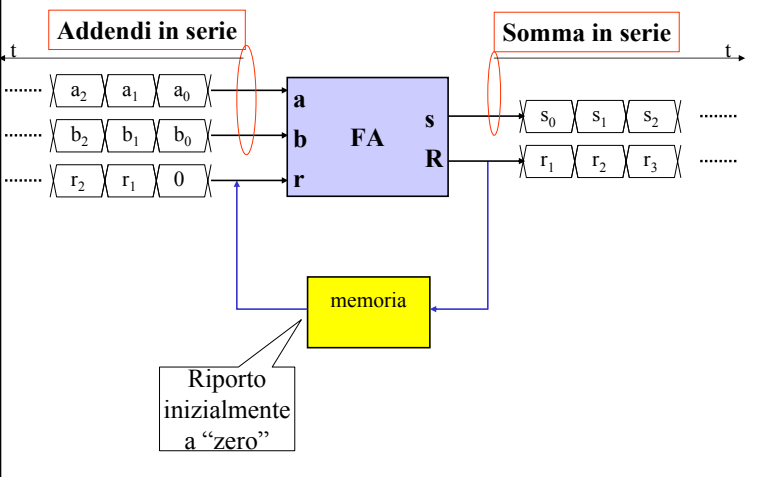 Addendi in serie
Somma in serie
t
t
a2 a1 a0
a
b2 b1 b0
b
r2 r1 0
r
FA
s
R
s0 s1 s2
r1 r2 r3
memoria
Riporto
inizialmente
a “zero”